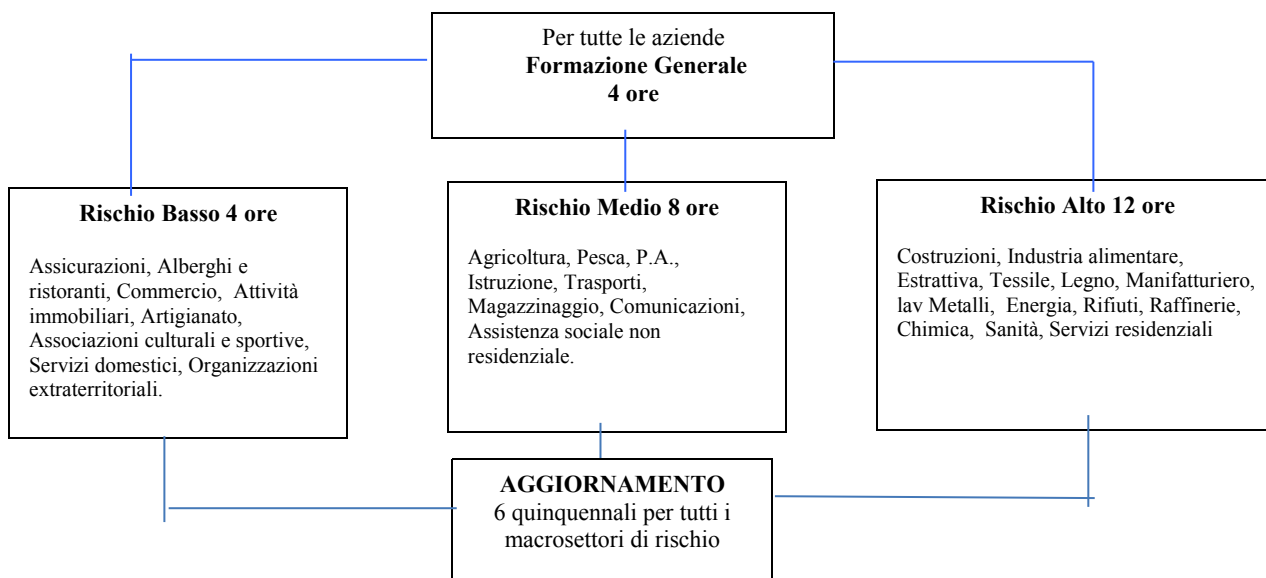 Per tutte le aziende
Formazione Generale
4 ore
Rischio Basso 4 ore
Assicurazioni, Alberghi e
ristoranti, Commercio, Attività
immobiliari, Artigianato,
Associazioni culturali e sportive,
Servizi domestici, Organizzazioni
extraterritoriali.
Rischio Medio 8 ore
Agricoltura, Pesca, P.A.,
Istruzione, Trasporti,
Magazzinaggio, Comunicazioni,
Assistenza sociale non
residenziale.
Rischio Alto 12 ore
Costruzioni, Industria alimentare,
Estrattiva, Tessile, Legno, Manifatturiero,
lav Metalli, Energia, Rifiuti, Raffinerie,
Chimica, Sanità, Servizi residenziali
AGGIORNAMENTO
6 quinquennali per tutti i
macrosettori di rischio